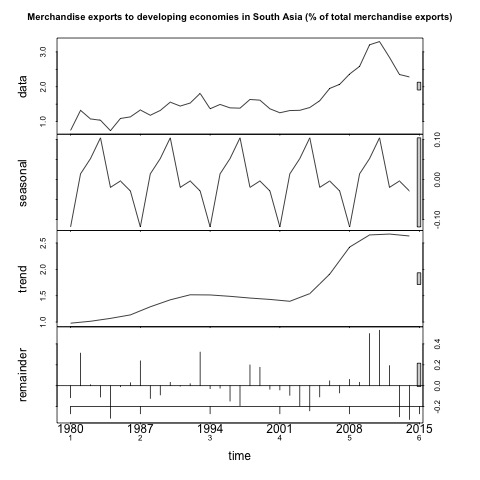 Merchandise exports to developing economies in South Asia (% of total merchandise exports)
data
1.0 2.0 3.0
seasonal
-0.10 0.00 0.10
trend
1.0 1.5 2.0 2.5
remainder
-0.2 0.0 0.2 0.4
1980 1987 1994 2001 2008 2015
1 2 3 4 5 6
time